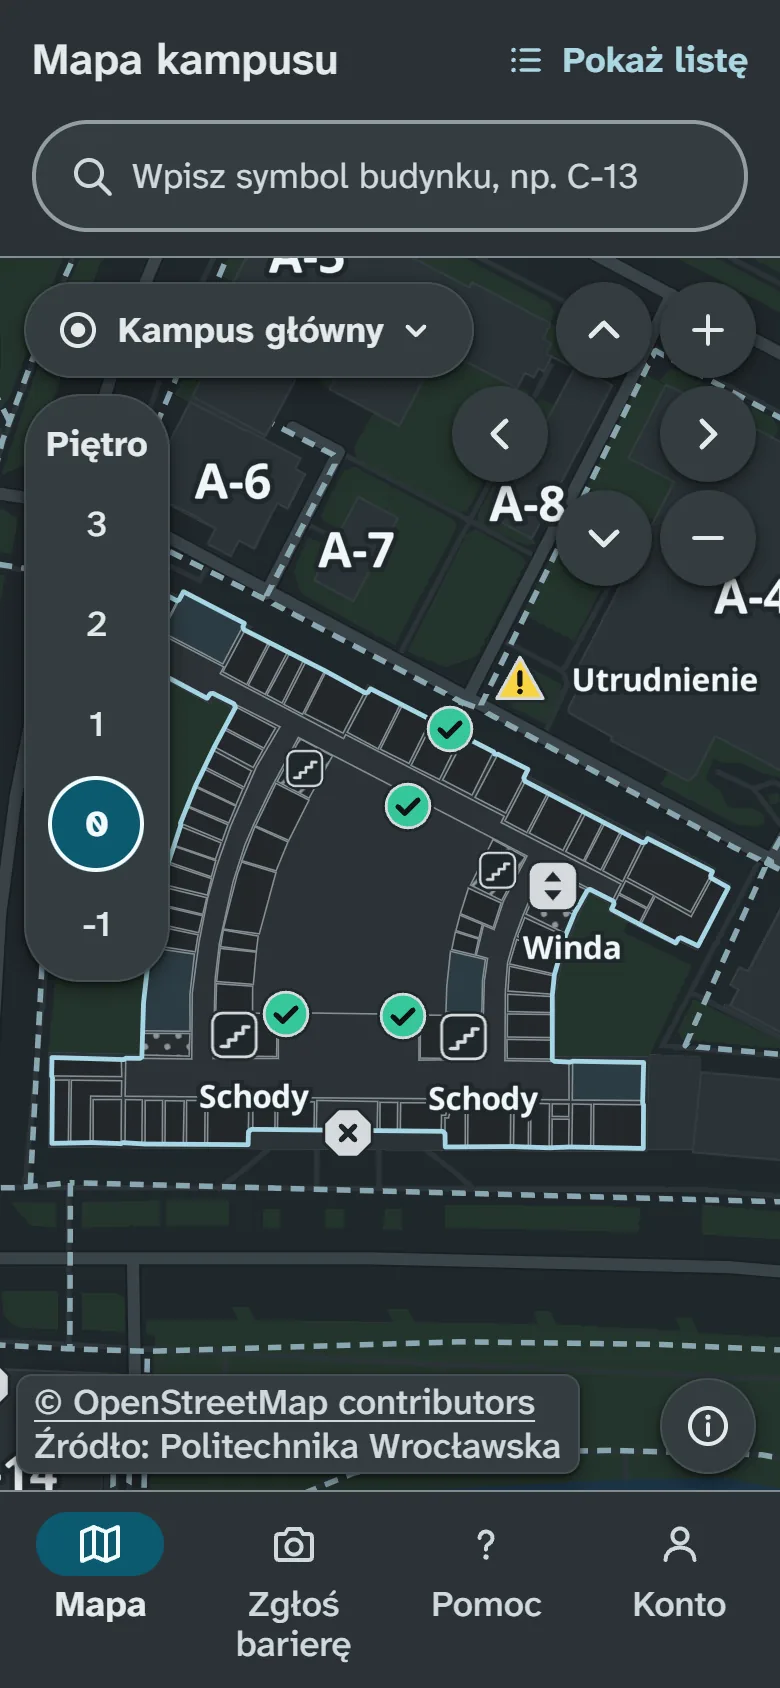 Mapa kampusu
Pokaż listę
Wpisz symbol budynku, np. C-13
Kampus główny
Piętro
3
2
1
0
-1
A-6
A-7
A-8
Utrudnienie
Winda
Schody
Schody
© OpenStreetMap contributors
Źródło: Politechnika Wrocławska
Mapa
Zgłoś
barierę
Pomoc
Konto